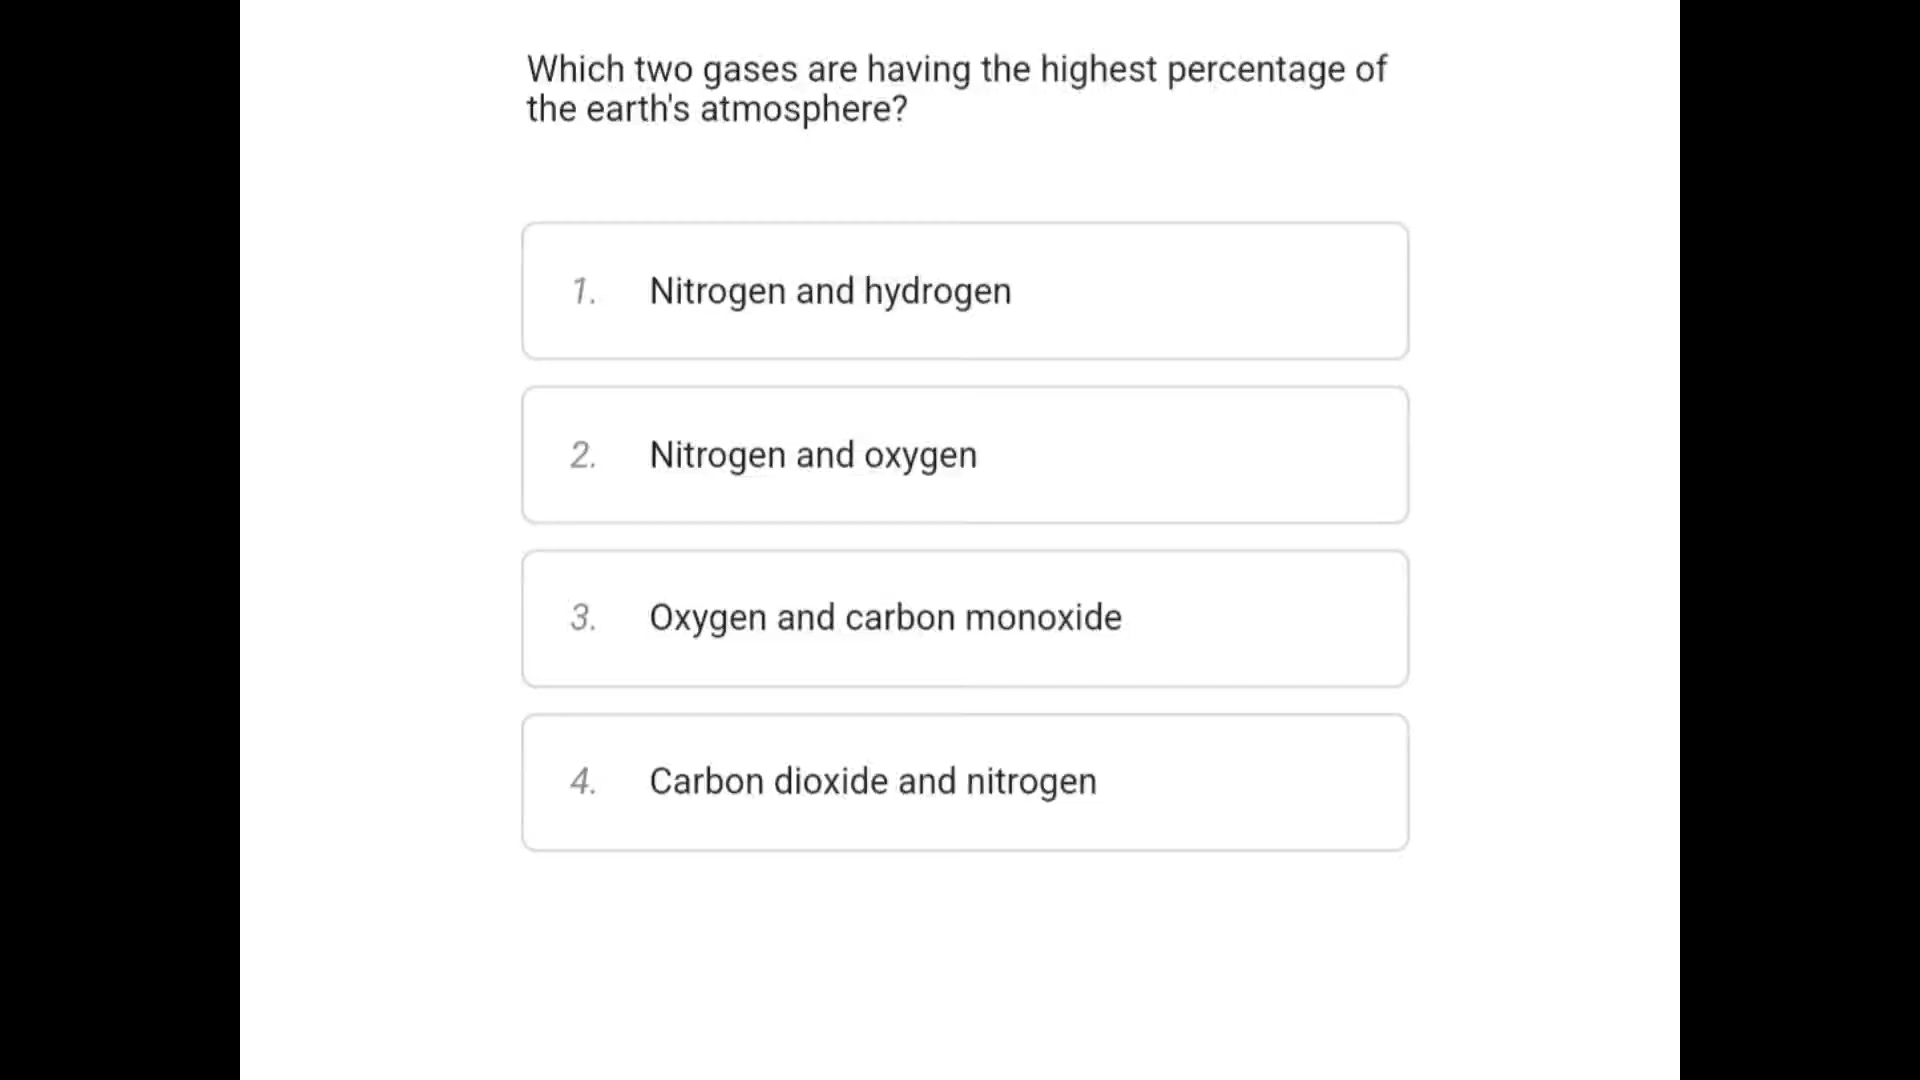 Which two gases are having the highest percentage of
the earth's atmosphere?
1. Nitrogen and hydrogen
2. Nitrogen and oxygen
3. Oxygen and carbon monoxide
4. Carbon dioxide and nitrogen